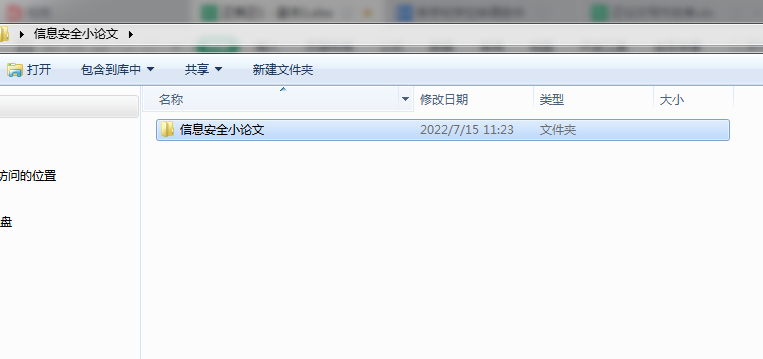 信息安全小论文
打开 包含到库中 共享 新建文件夹
名称 修改日期 类型 大小
信息安全小论文 2022/7/15 11:23 文件夹
访问的位置
盘